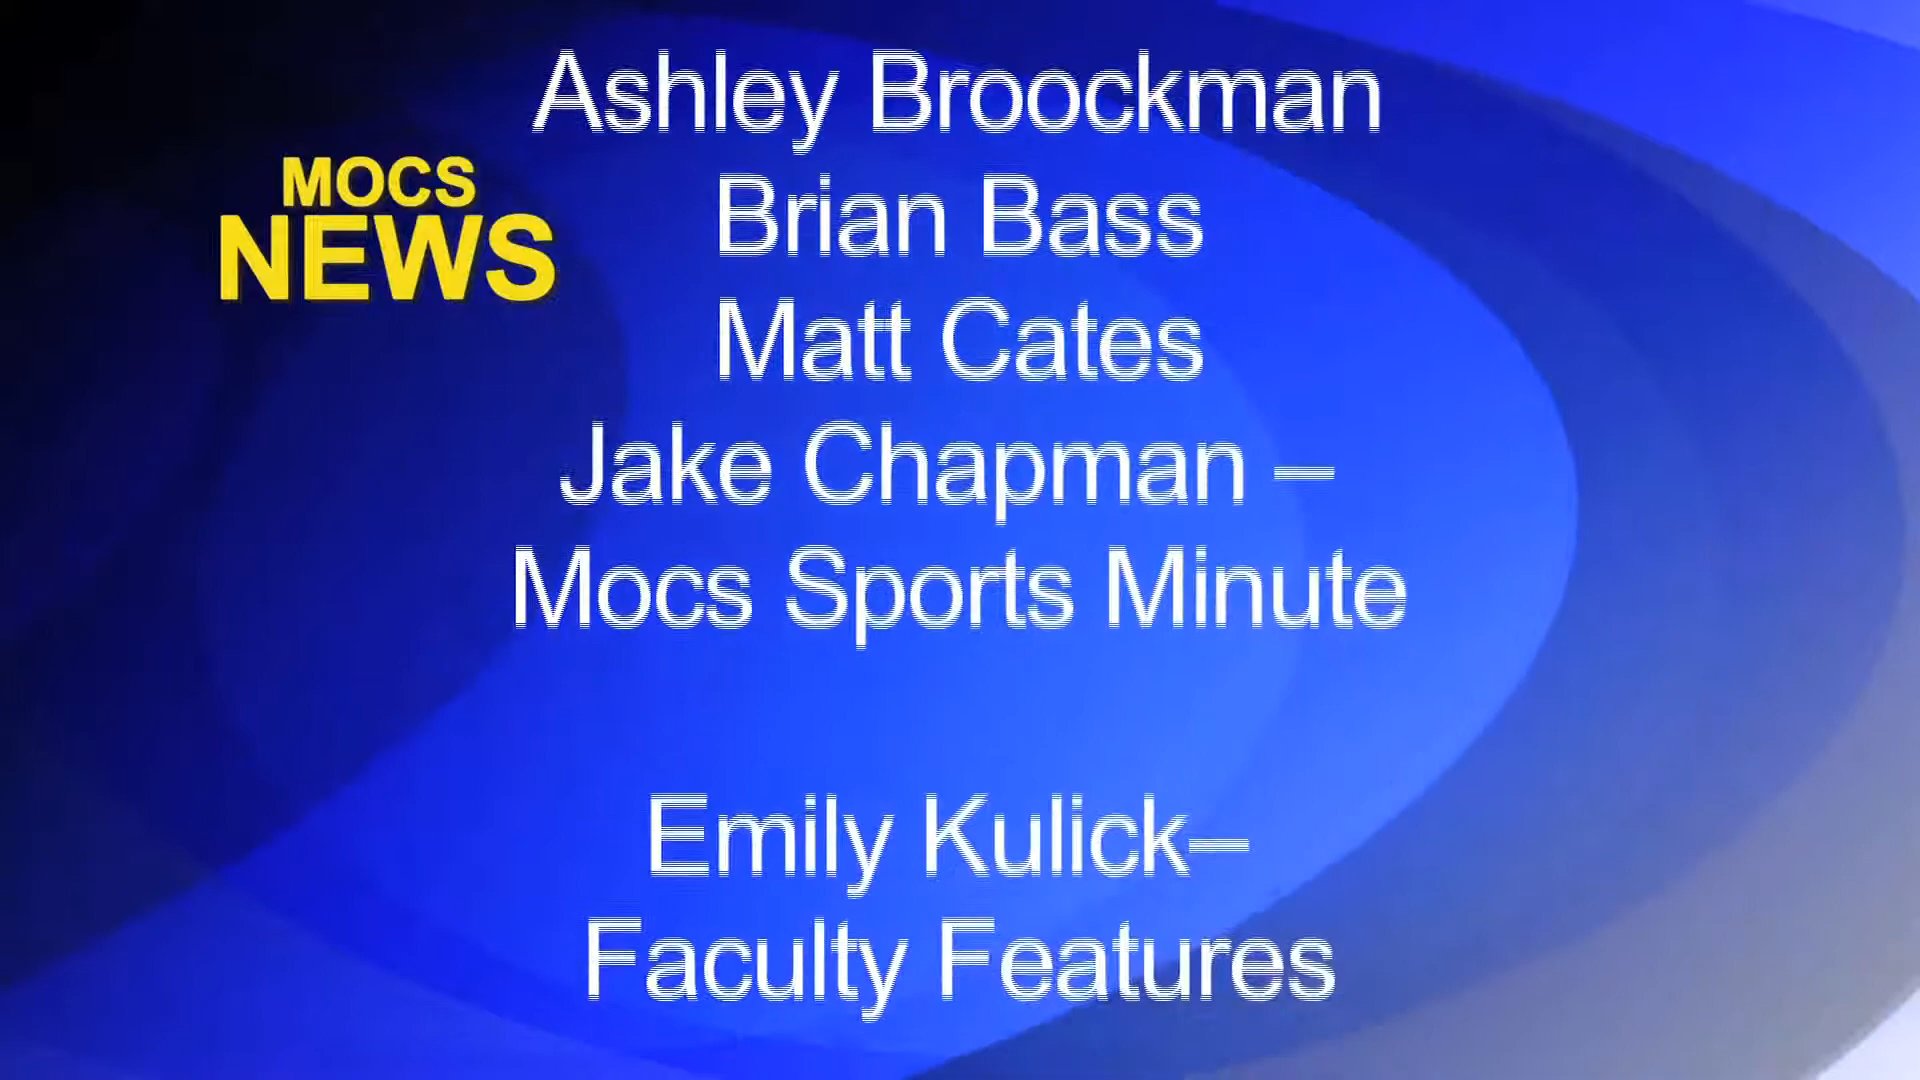 MOCS
NEWS
Ashley Broockman
Brian Bass
Matt Cates
Jake Chapman –
Mocs Sports Minute
Emily Kulick–
Faculty Features